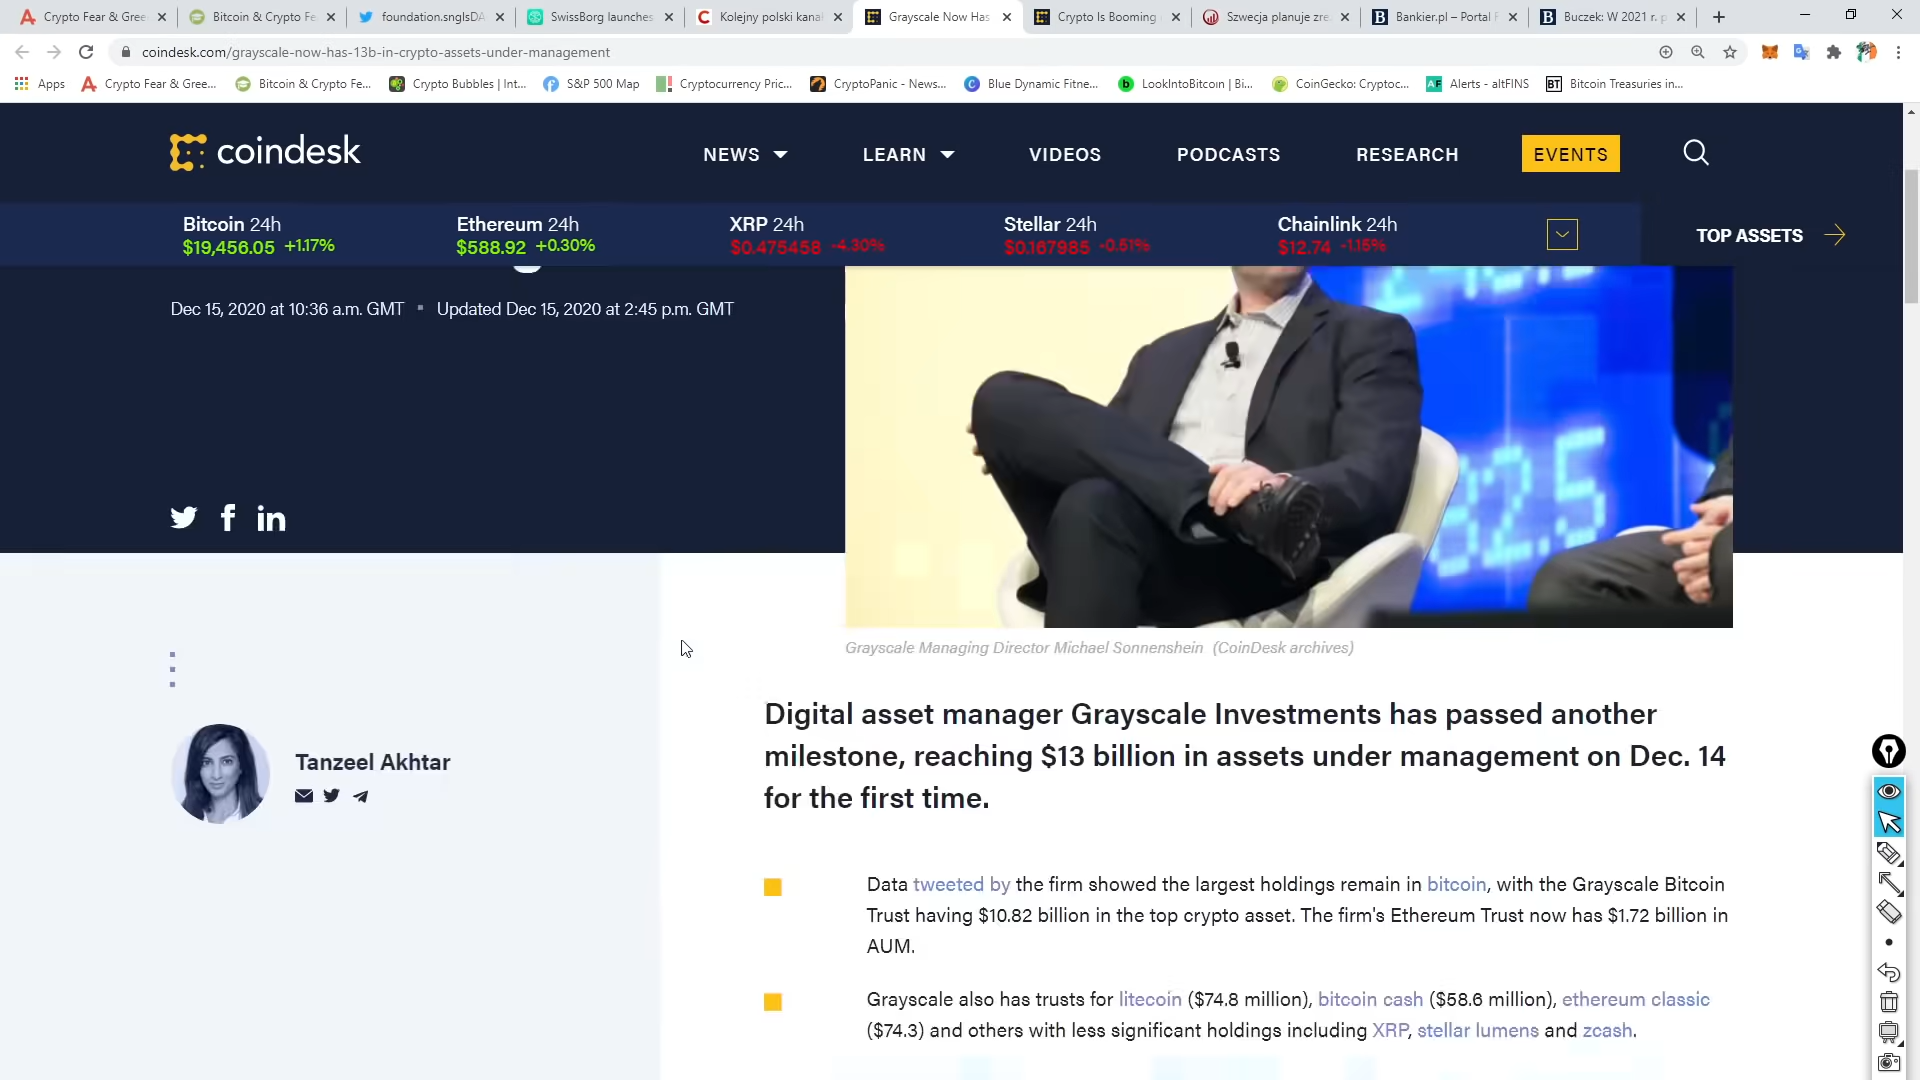 Crypto Fear & Gree
Bitcoin & Crypto Fe
foundation.snglsDA
SwissBorg launches
Kolejny polski kana
Grayscale Now Has
Crypto Is Booming
Szwecja planuje zre
Bankier.pl – Portal F
Buczek: W 2021 r. p
coindesk.com/grayscale-now-has-13b-in-crypto-assets-under-management
Apps
Crypto Fear & Gree...
Bitcoin & Crypto Fe...
Crypto Bubbles | Int...
S&P 500 Map
Cryptocurrency Pric...
CryptoPanic - News...
Blue Dynamic Fitne...
LookIntoBitcoin | Bi...
CoinGecko: Cryptoc...
Alerts - altFINS
Bitcoin Treasuries in...
coindesk
NEWS
LEARN
VIDEOS
PODCASTS
RESEARCH
EVENTS
Bitcoin 24h
$19,456.05 +1.17%
Ethereum 24h
$588.92 +0.30%
XRP 24h
$0.475458 -4.30%
Stellar 24h
$0.167985 -0.51%
Chainlink 24h
$12.74 -1.15%
TOP ASSETS
Dec 15, 2020 at 10:36 a.m. GMT
Updated Dec 15, 2020 at 2:45 p.m. GMT
82.5
Grayscale Managing Director Michael Sonnenshein (CoinDesk archives)
Tanzeel Akhtar
Digital asset manager Grayscale Investments has passed another
milestone, reaching $13 billion in assets under management on Dec. 14
for the first time.
Data tweeted by the firm showed the largest holdings remain in bitcoin, with the Grayscale Bitcoin
Trust having $10.82 billion in the top crypto asset. The firm's Ethereum Trust now has $1.72 billion in
AUM.
Grayscale also has trusts for litecoin ($74.8 million), bitcoin cash ($58.6 million), ethereum classic
($74.3) and others with less significant holdings including XRP, stellar lumens and zcash.